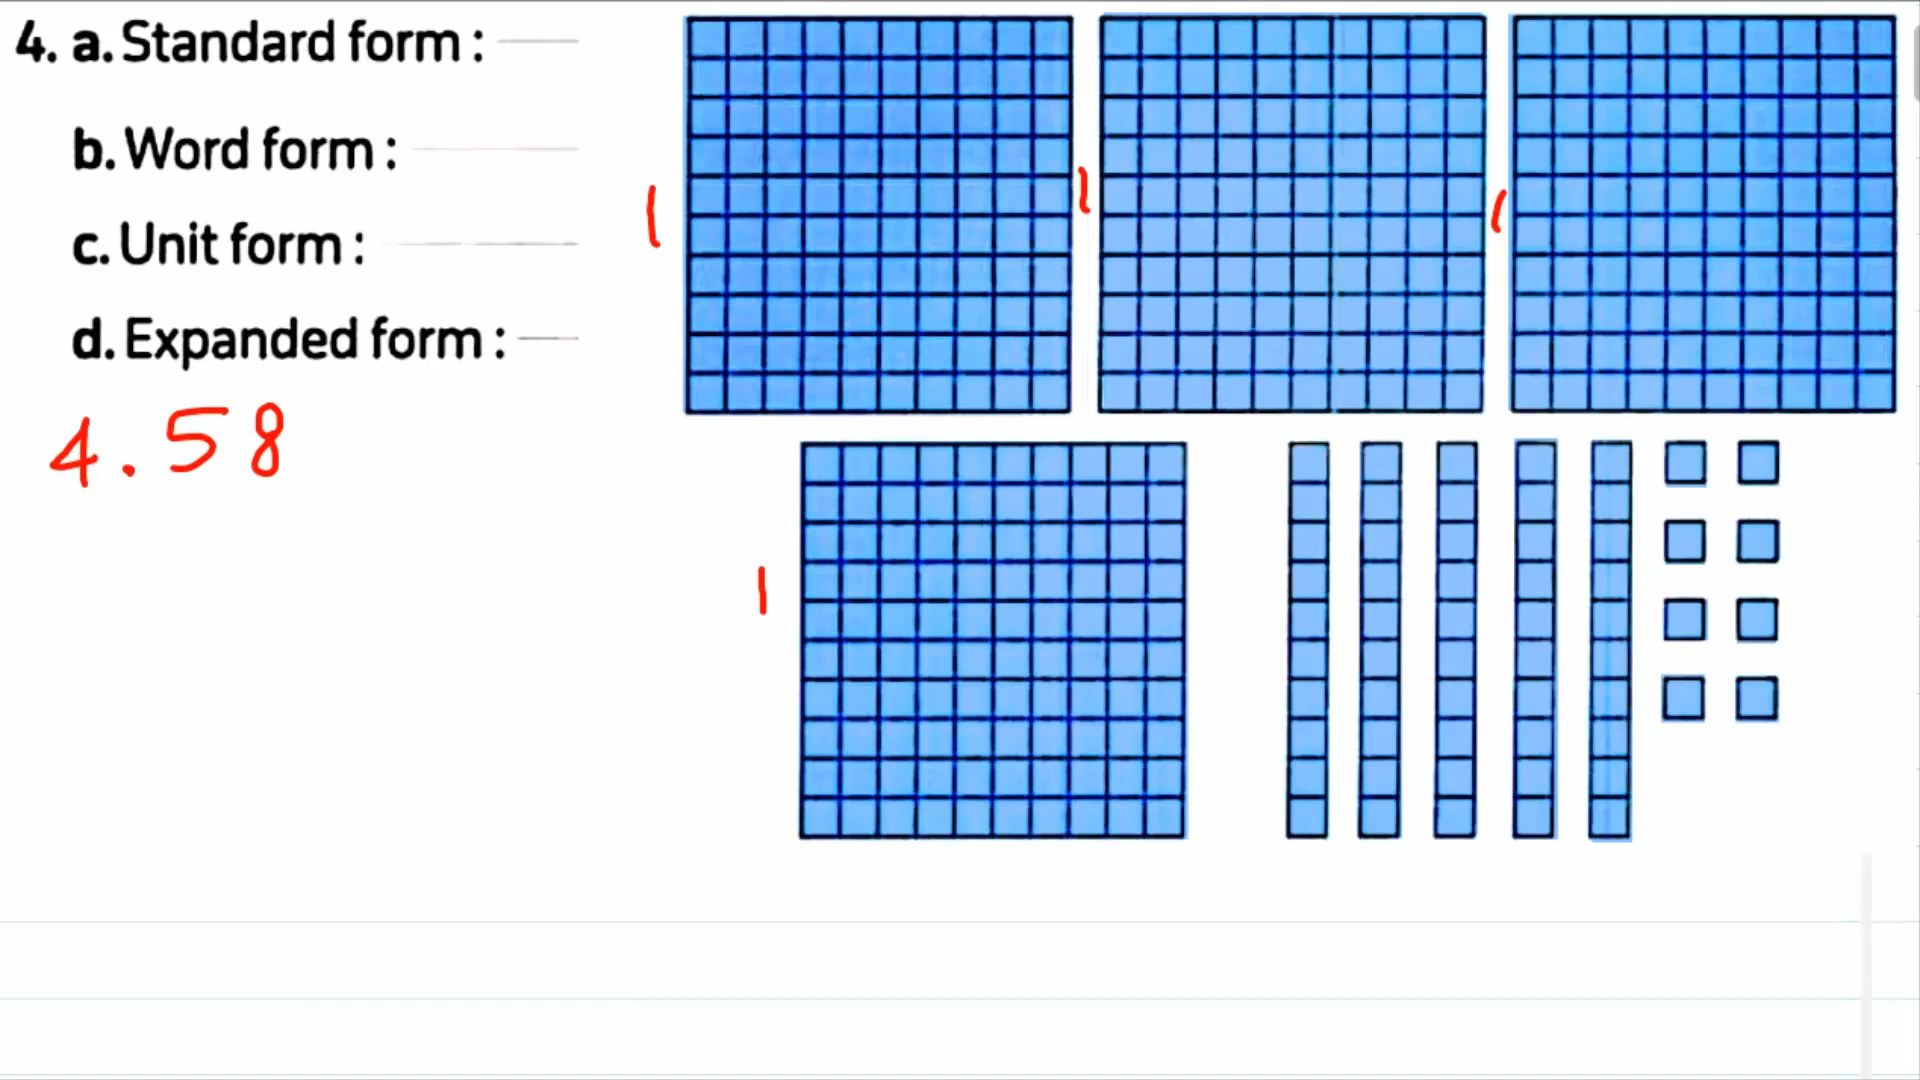 4. a. Standard form :
b. Word form :
c. Unit form :
d. Expanded form :
4.58
1
1
1
1